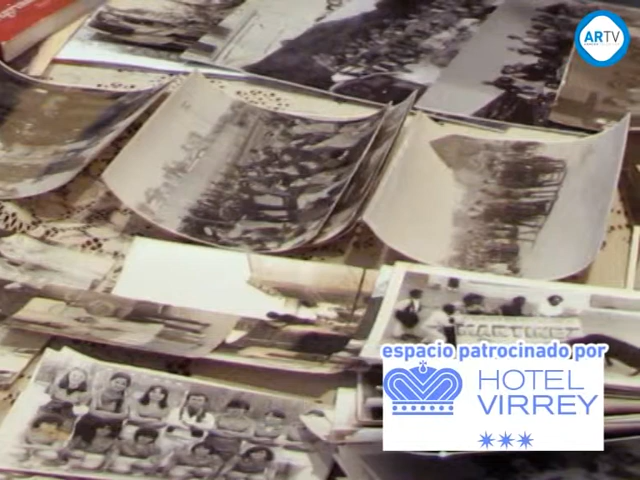 ARTV
MARTINEZ
espacio patrocinado por
HOTEL
VIRREY